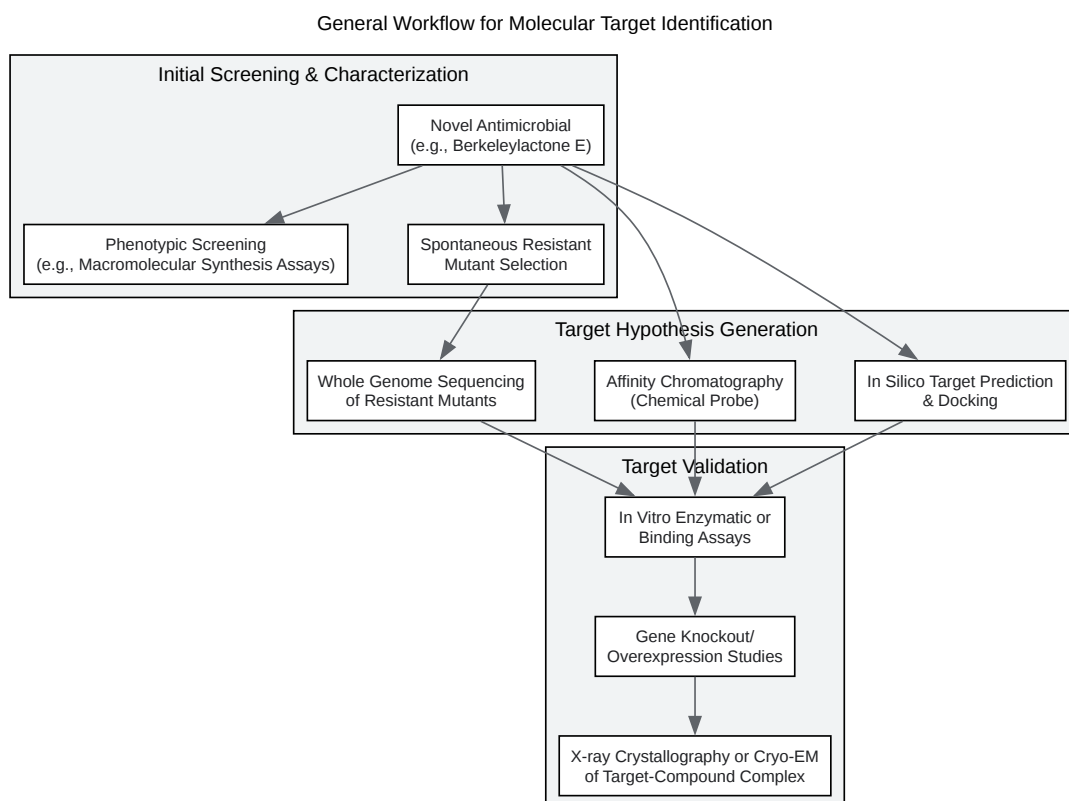 General Workflow for Molecular Target Identification
Initial Screening & Characterization
Novel Antimicrobial
(e.g., Berkeleylactone E)
Phenotypic Screening
(e.g., Macromolecular Synthesis Assays)
Spontaneous Resistant
Mutant Selection
Target Hypothesis Generation
Whole Genome Sequencing
of Resistant Mutants
Affinity Chromatography
(Chemical Probe)
In Silico Target Prediction
& Docking
Target Validation
In Vitro Enzymatic or
Binding Assays
Gene Knockout/
Overexpression Studies
X-ray Crystallography or Cryo-EM
of Target-Compound Complex